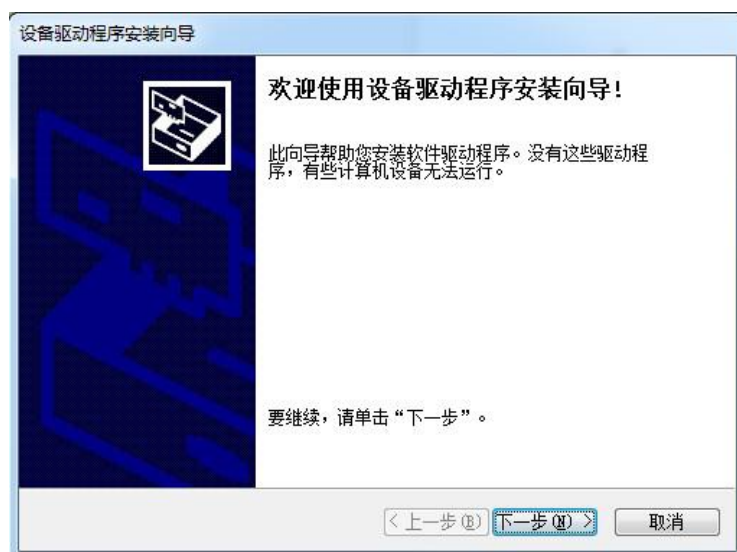 设备驱动程序安装向导
欢迎使用设备驱动程序安装向导!
此向导帮助您安装软件驱动程序。没有这些驱动程
序，有些计算机设备无法运行。
要继续，请单击“下一步”。
<上一步(B) 下一步(N)> 取消